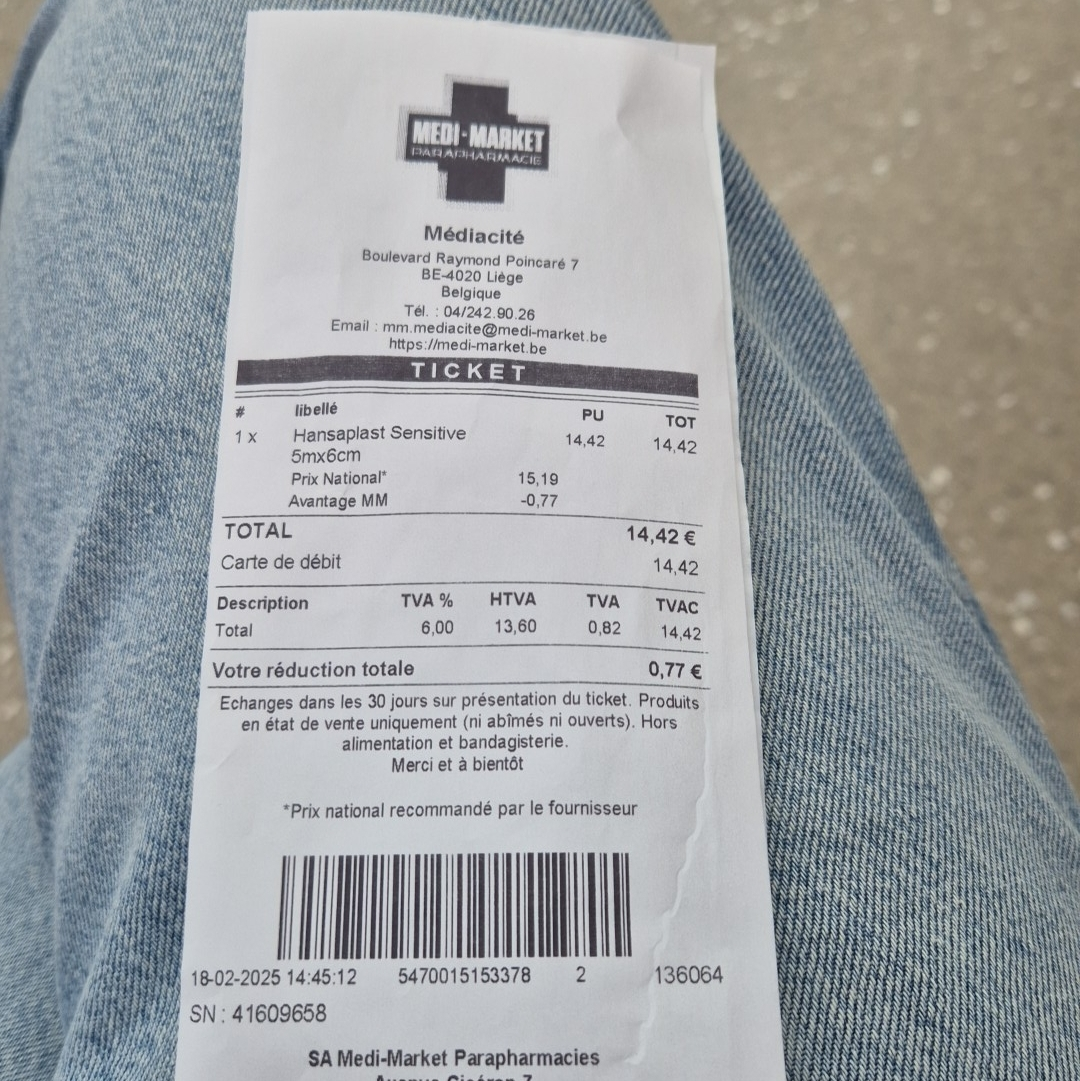 MEDI-MARKET
PARAPHARMACIE
Médiacité
Boulevard Raymond Poincaré 7
BE-4020 Liège
Belgique
Tél. : 04/242.90.26
Email : mm.mediacite@medi-market.be
https://medi-market.be
TICKET
# libellé PU TOT
1 x Hansaplast Sensitive 14,42 14,42
5mx6cm
Prix National* 15,19
Avantage MM -0,77
TOTAL 14,42 €
Carte de débit 14,42
Description TVA % HTVA TVA TVAC
Total 6,00 13,60 0,82 14,42
Votre réduction totale 0,77 €
Echanges dans les 30 jours sur présentation du ticket. Produits
en état de vente uniquement (ni abîmés ni ouverts). Hors
alimentation et bandagisterie.
Merci et à bientôt
*Prix national recommandé par le fournisseur
18-02-2025 14:45:12 5470015153378 2 136064
SN : 41609658
SA Medi-Market Parapharmacies
Avenue Cicéron 7